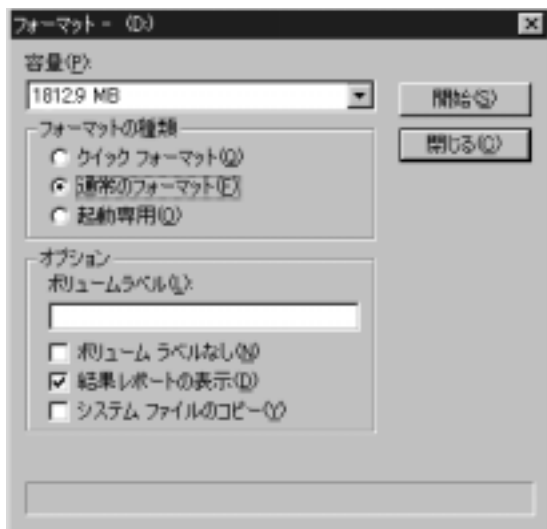 フォーマット - (D:)
容量(P):
1812.9 MB
開始(S)
閉じる(C)
フォーマットの種類
クイック フォーマット(Q)
通常のフォーマット(F)
起動専用(O)
オプション
ボリュームラベル(L):
ボリューム ラベルなし(N)
結果レポートの表示(D)
システム ファイルのコピー(Y)